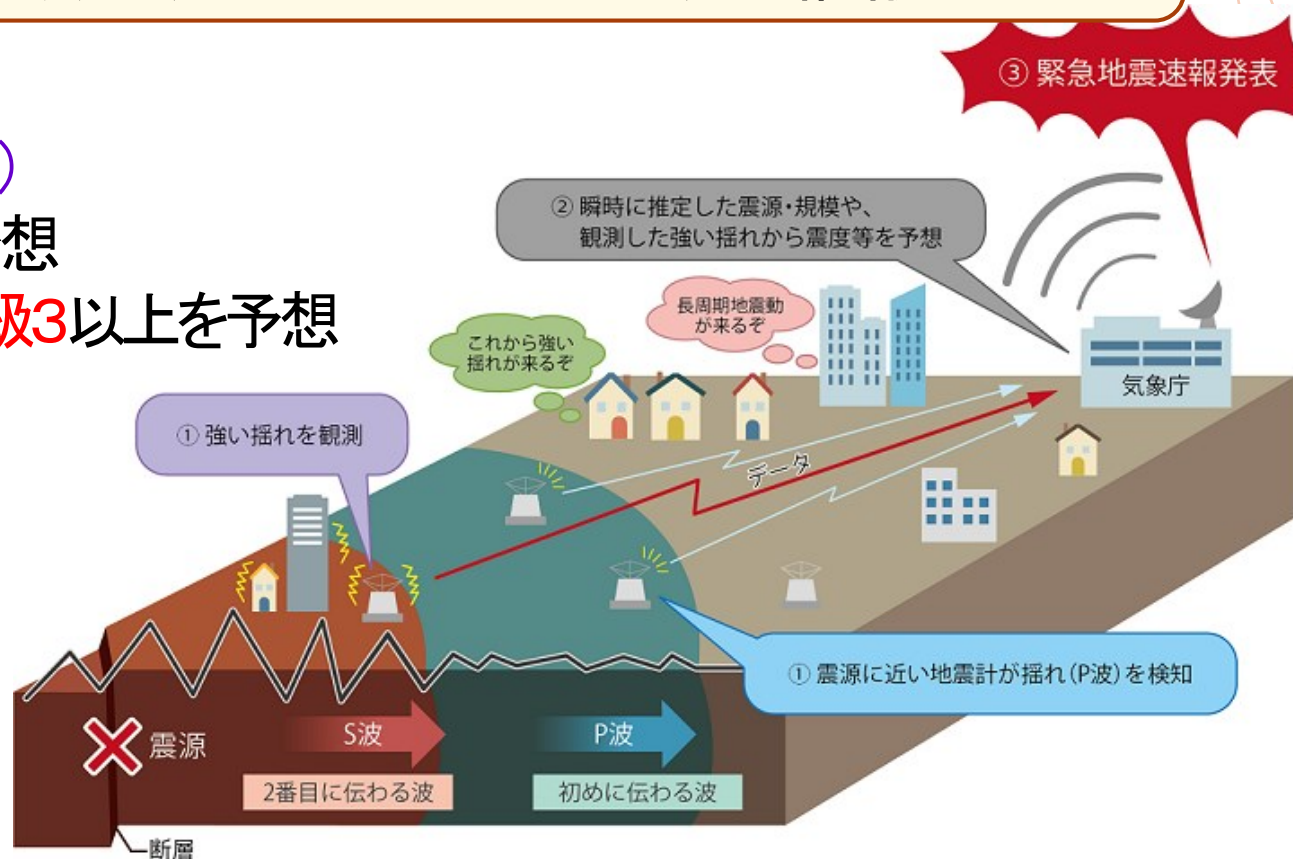 ③ 緊急地震速報発表
）
想
級3以上を予想
② 瞬時に推定した震源・規模や、
観測した強い揺れから震度等を予想
長周期地震動
が来るぞ
これから強い
揺れが来るぞ
気象庁
① 強い揺れを観測
データ
① 震源に近い地震計が揺れ（P波）を検知
震源
S波
P波
2番目に伝わる波
初めに伝わる波
断層